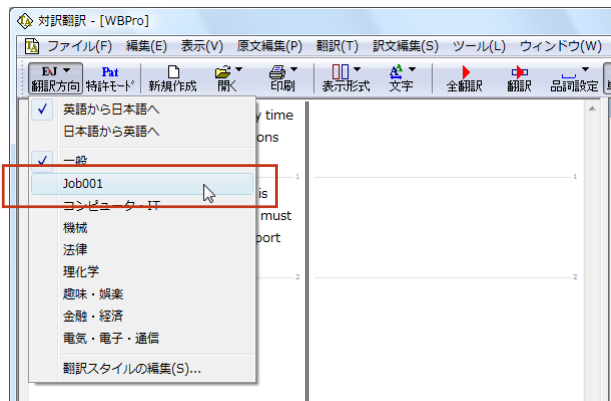 対訳翻訳 - [WBPro]
ファイル(F) 編集(E) 表示(V) 原文編集(P) 翻訳(T) 訳文編集(S) ツール(L) ウィンドウ(W)
EJ Pat
翻訳方向 特許モード 新規作成 開く 印刷 表示形式 文字 全翻訳 翻訳 品詞設定
英語から日本語へ
y time
日本語から英語へ
ons
一般
1 1
Job001
is
コンピュータ・IT
must
機械
port
法律
理化学
2 2
趣味・娯楽
金融・経済
電気・電子・通信
翻訳スタイルの編集(S)...